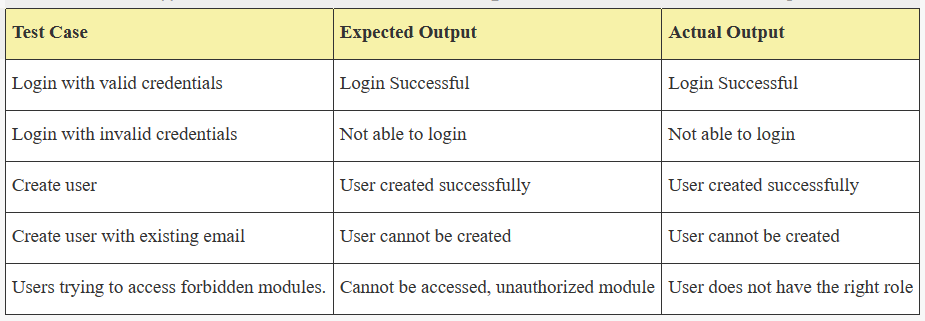 Test Case Expected Output Actual Output
Login with valid credentials Login Successful Login Successful
Login with invalid credentials Not able to login Not able to login
Create user User created successfully User created successfully
Create user with existing email User cannot be created User cannot be created
Users trying to access forbidden modules. Cannot be accessed, unauthorized module User does not have the right role